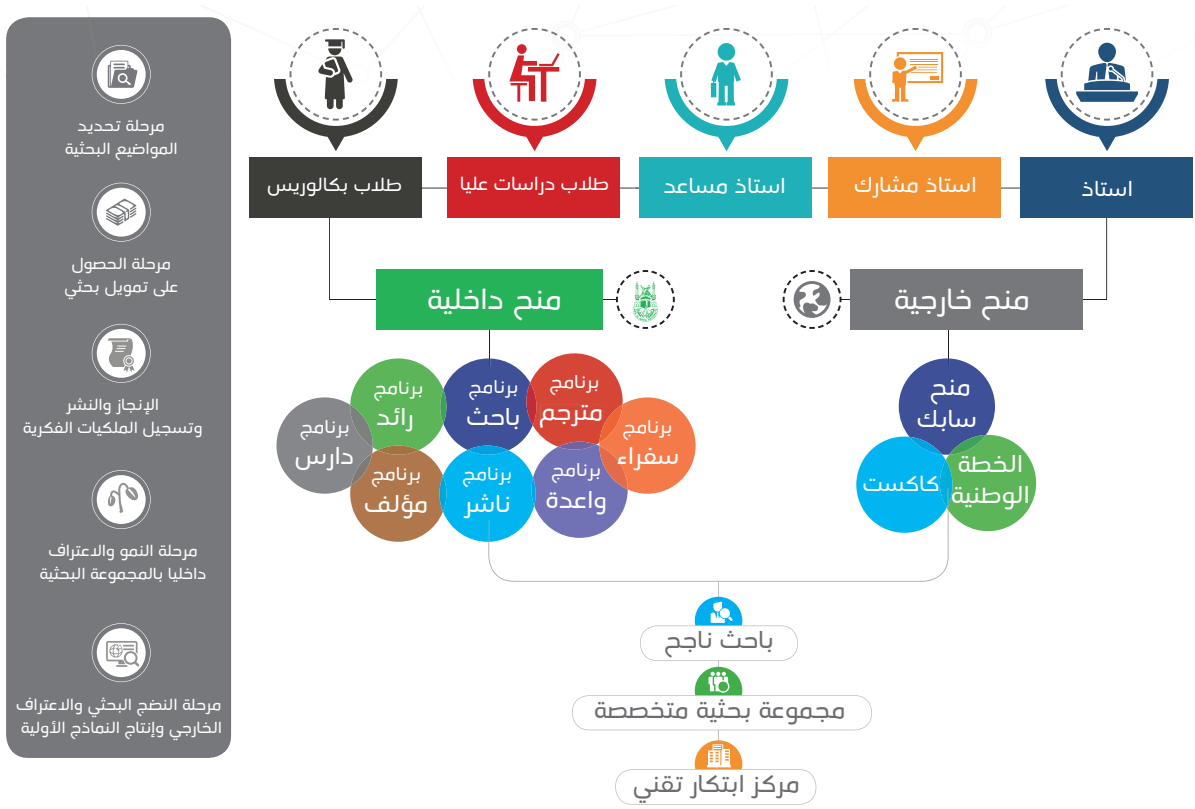 استاذ
استاذ مشارك
استاذ مساعد
طلاب دراسات عليا
طلاب بكالوريس
منح خارجية
منح داخلية
منح
سابك
الخطة
الوطنية
كاكست
برنامج
سفراء
برنامج
مترجم
برنامج
واعدة
برنامج
باحث
برنامج
ناشر
برنامج
رائد
برنامج
مؤلف
برنامج
دارس
باحث ناجح
مجموعة بحثية متخصصة
مركز ابتكار تقني
مرحلة تحديد
المواضيع البحثية
مرحلة الحصول
على تمويل بحثي
الإنجاز والنشر
وتسجيل الملكيات الفكرية
مرحلة النمو والاعتراف
داخليا بالمجموعة البحثية
مرحلة النضج البحثي والاعتراف
الخارجي وإنتاج النماذج الأولية